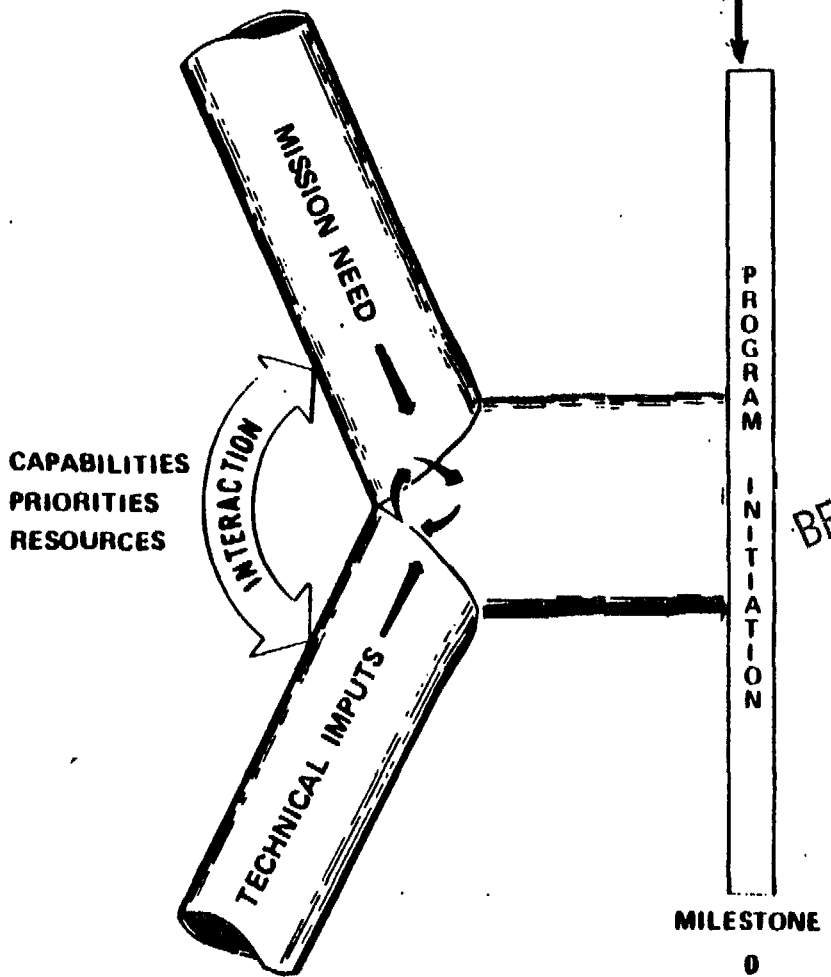 MISSION NEED
CAPABILITIES
PRIORITIES
RESOURCES
INTERACTION
TECHNICAL IMPUTS
PROGRAM INITIATION
MILESTONE
0